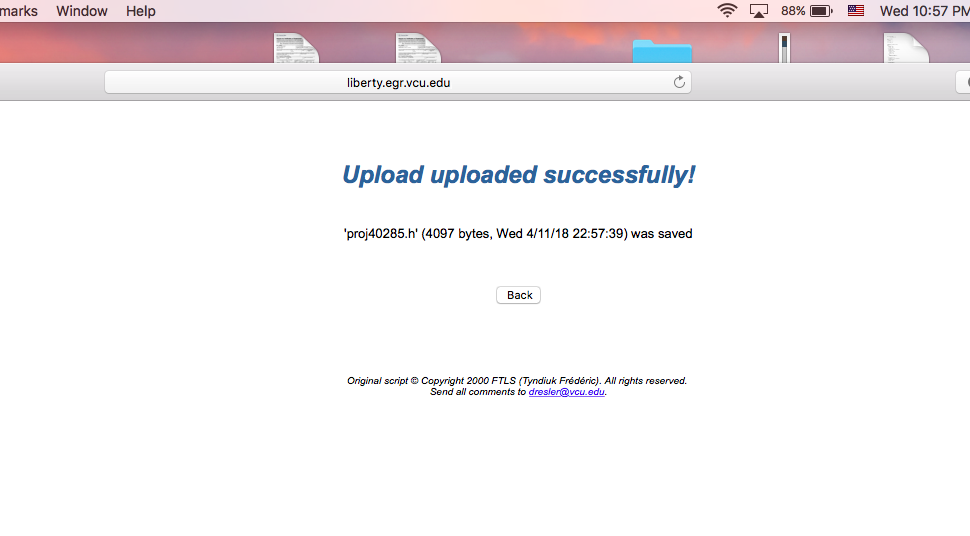 marks Window Help 88% Wed 10:57 PM
liberty.egr.vcu.edu
Upload uploaded successfully!
'proj40285.h' (4097 bytes, Wed 4/11/18 22:57:39) was saved
Back
Original script © Copyright 2000 FTLS (Tyndiuk Frédéric). All rights reserved.
Send all comments to dresler@vcu.edu.